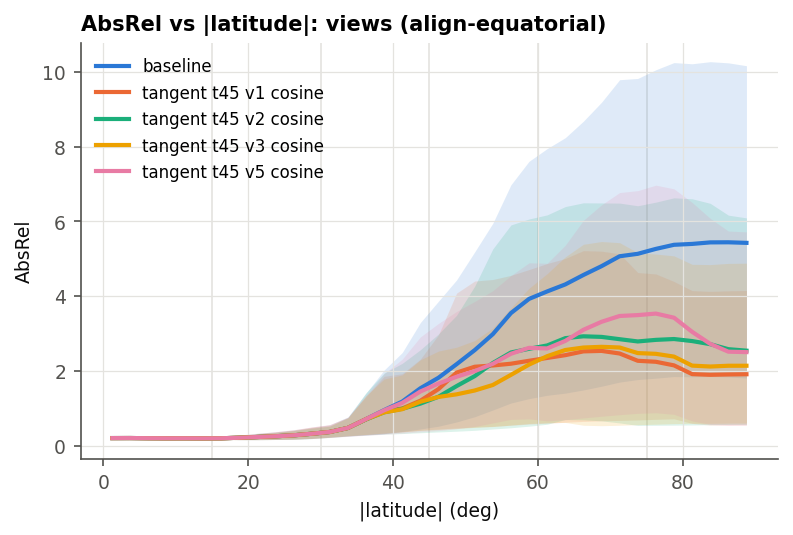 AbsRel vs |latitude|: views (align-equatorial)
baseline
tangent t45 v1 cosine
tangent t45 v2 cosine
tangent t45 v3 cosine
tangent t45 v5 cosine
10
8
6
4
2
0
AbsRel
0 20 40 60 80
|latitude| (deg)